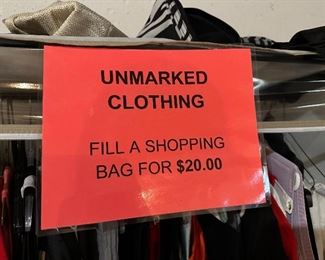 UNMARKED
CLOTHING
FILL A SHOPPING
BAG FOR $20.00